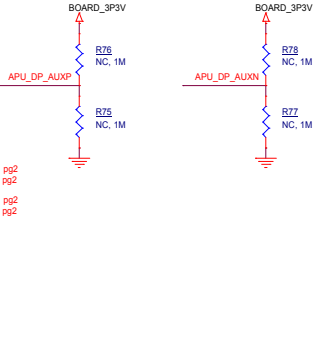 BOARD_3P3V
BOARD_3P3V
R76
NC, 1M
R78
NC, 1M
APU_DP_AUXP
APU_DP_AUXN
R75
NC, 1M
R77
NC, 1M
pg2
pg2
pg2
pg2